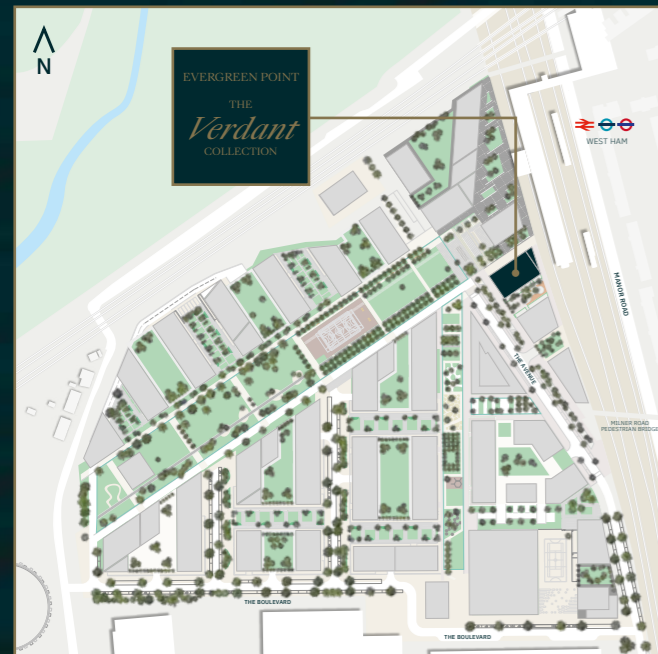 N
EVERGREEN POINT
THE
Verdant
COLLECTION
WEST HAM
MANOR ROAD
THE AVENUE
MILNER ROAD
PEDESTRIAN BRIDGE
THE BOULEVARD
THE BOULEVARD